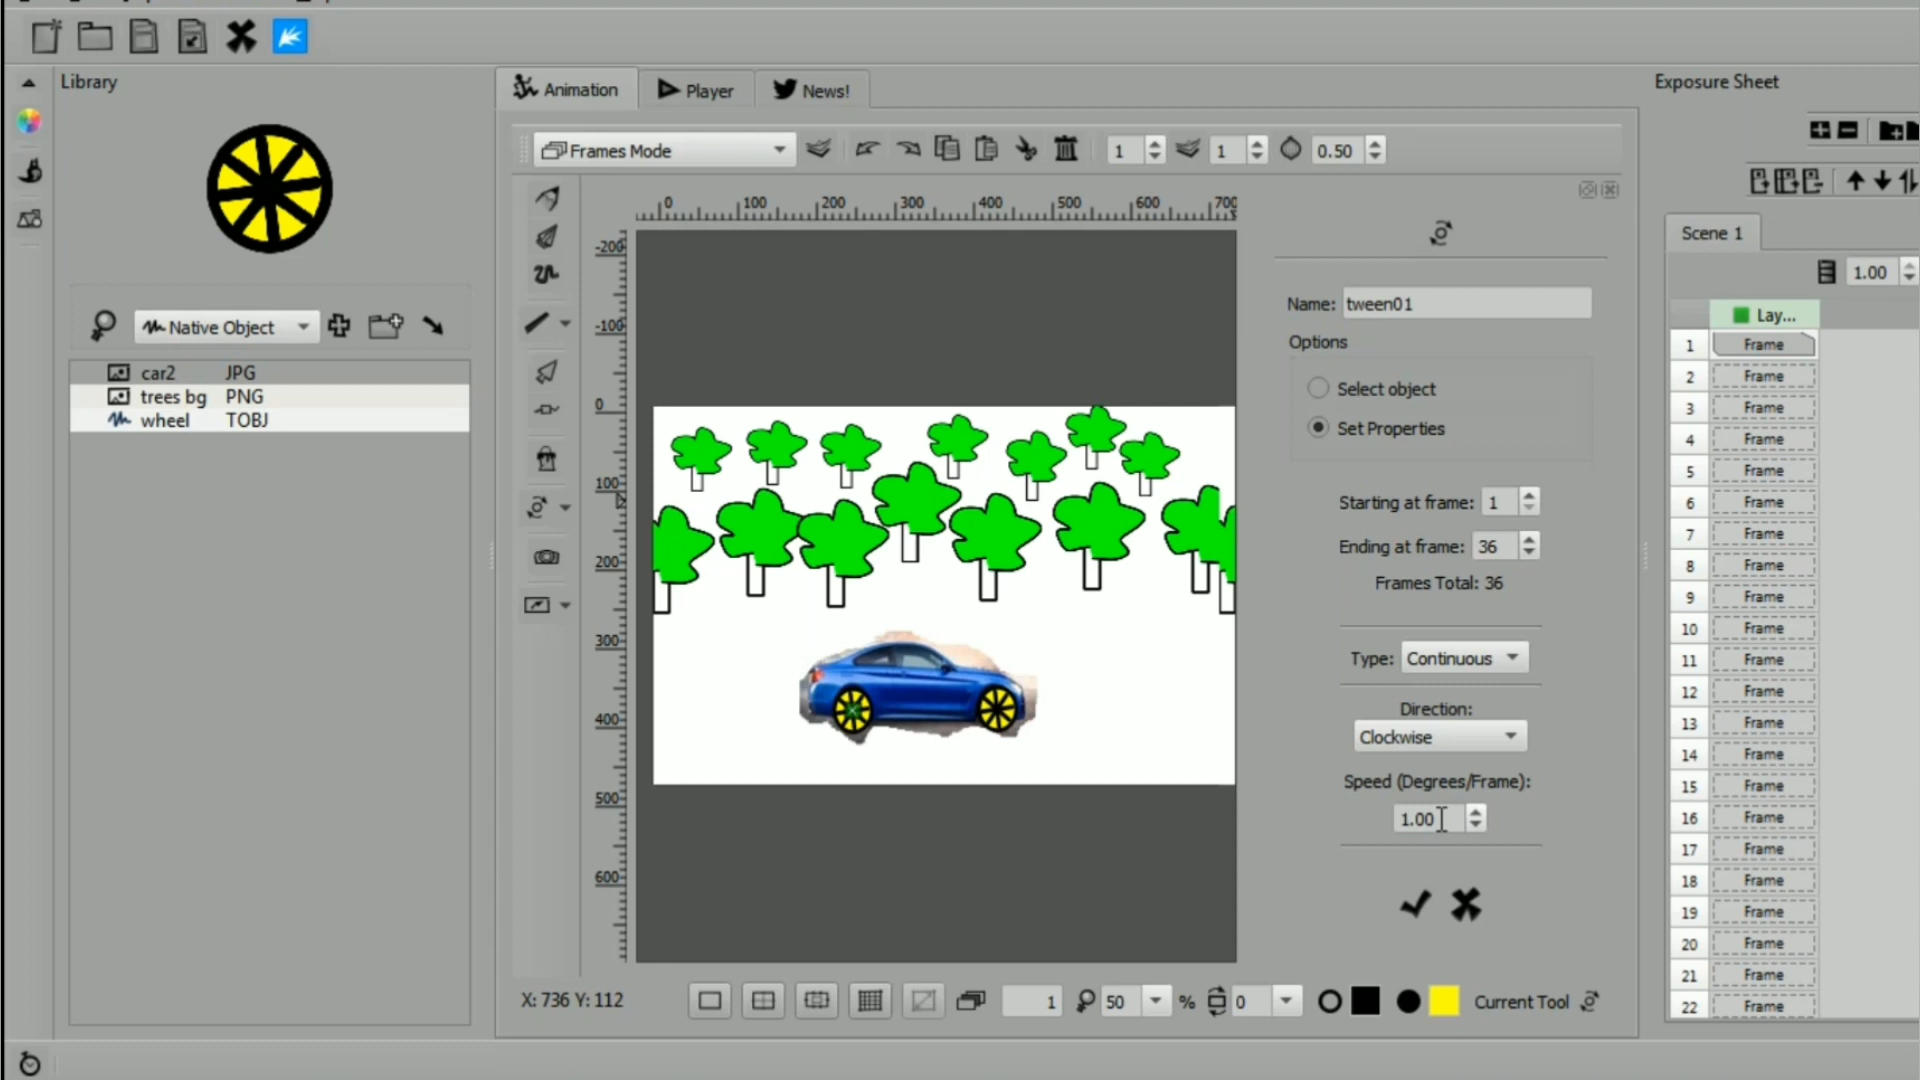 Library
Animation
Player
News!
Exposure Sheet
Frames Mode
1
1
0.50
Native Object
car2 JPG
trees bg PNG
wheel TOBJ
0 100 200 300 400 500 600 700
-200
-100
0
100
200
300
400
500
600
Name: tween01
Options
Select object
Set Properties
Starting at frame: 1
Ending at frame: 36
Frames Total: 36
Type: Continuous
Direction:
Clockwise
Speed (Degrees/Frame):
1.00
X: 736 Y: 112
1
50 %
0
Current Tool
Scene 1
1.00
Lay...
1 Frame
2 Frame
3 Frame
4 Frame
5 Frame
6 Frame
7 Frame
8 Frame
9 Frame
10 Frame
11 Frame
12 Frame
13 Frame
14 Frame
15 Frame
16 Frame
17 Frame
18 Frame
19 Frame
20 Frame
21 Frame
22 Frame